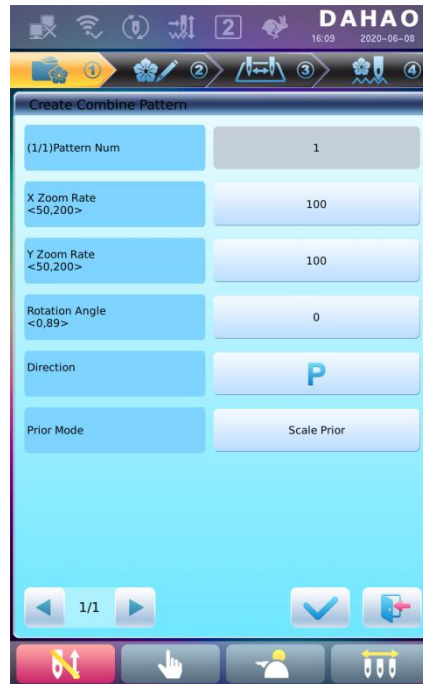 DAHAO
2
16:09 2020-06-08
① ② ③ ④
Create Combine Pattern
(1/1)Pattern Num
1
X Zoom Rate
<50,200>
100
Y Zoom Rate
<50,200>
100
Rotation Angle
<0,89>
0
Direction
P
Prior Mode
Scale Prior
1/1